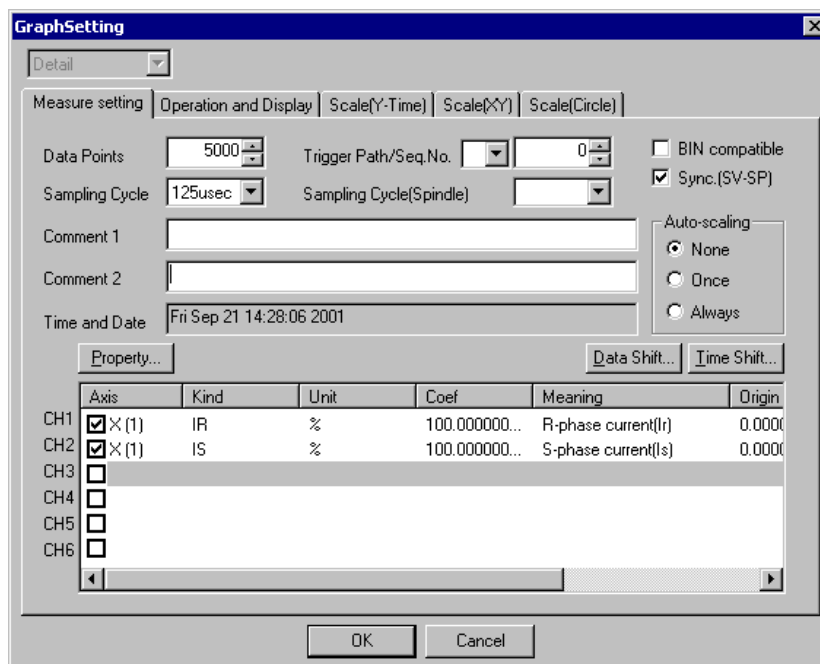 GraphSetting
Detail
Measure setting Operation and Display Scale(Y-Time) Scale(XY) Scale(Circle)
Data Points 5000 Trigger Path/Seq.No. 0 BIN compatible
Sampling Cycle 125usec Sampling Cycle(Spindle) Sync.(SV-SP)
Comment 1
Auto-scaling
None
Comment 2
Once
Time and Date Fri Sep 21 14:28:06 2001
Always
Property... Data Shift... Time Shift...
Axis Kind Unit Coef Meaning Origin
CH1 X (1) IR % 100.000000... R-phase current(Ir) 0.0000
CH2 X (1) IS % 100.000000... S-phase current(Is) 0.0000
CH3
CH4
CH5
CH6
OK Cancel